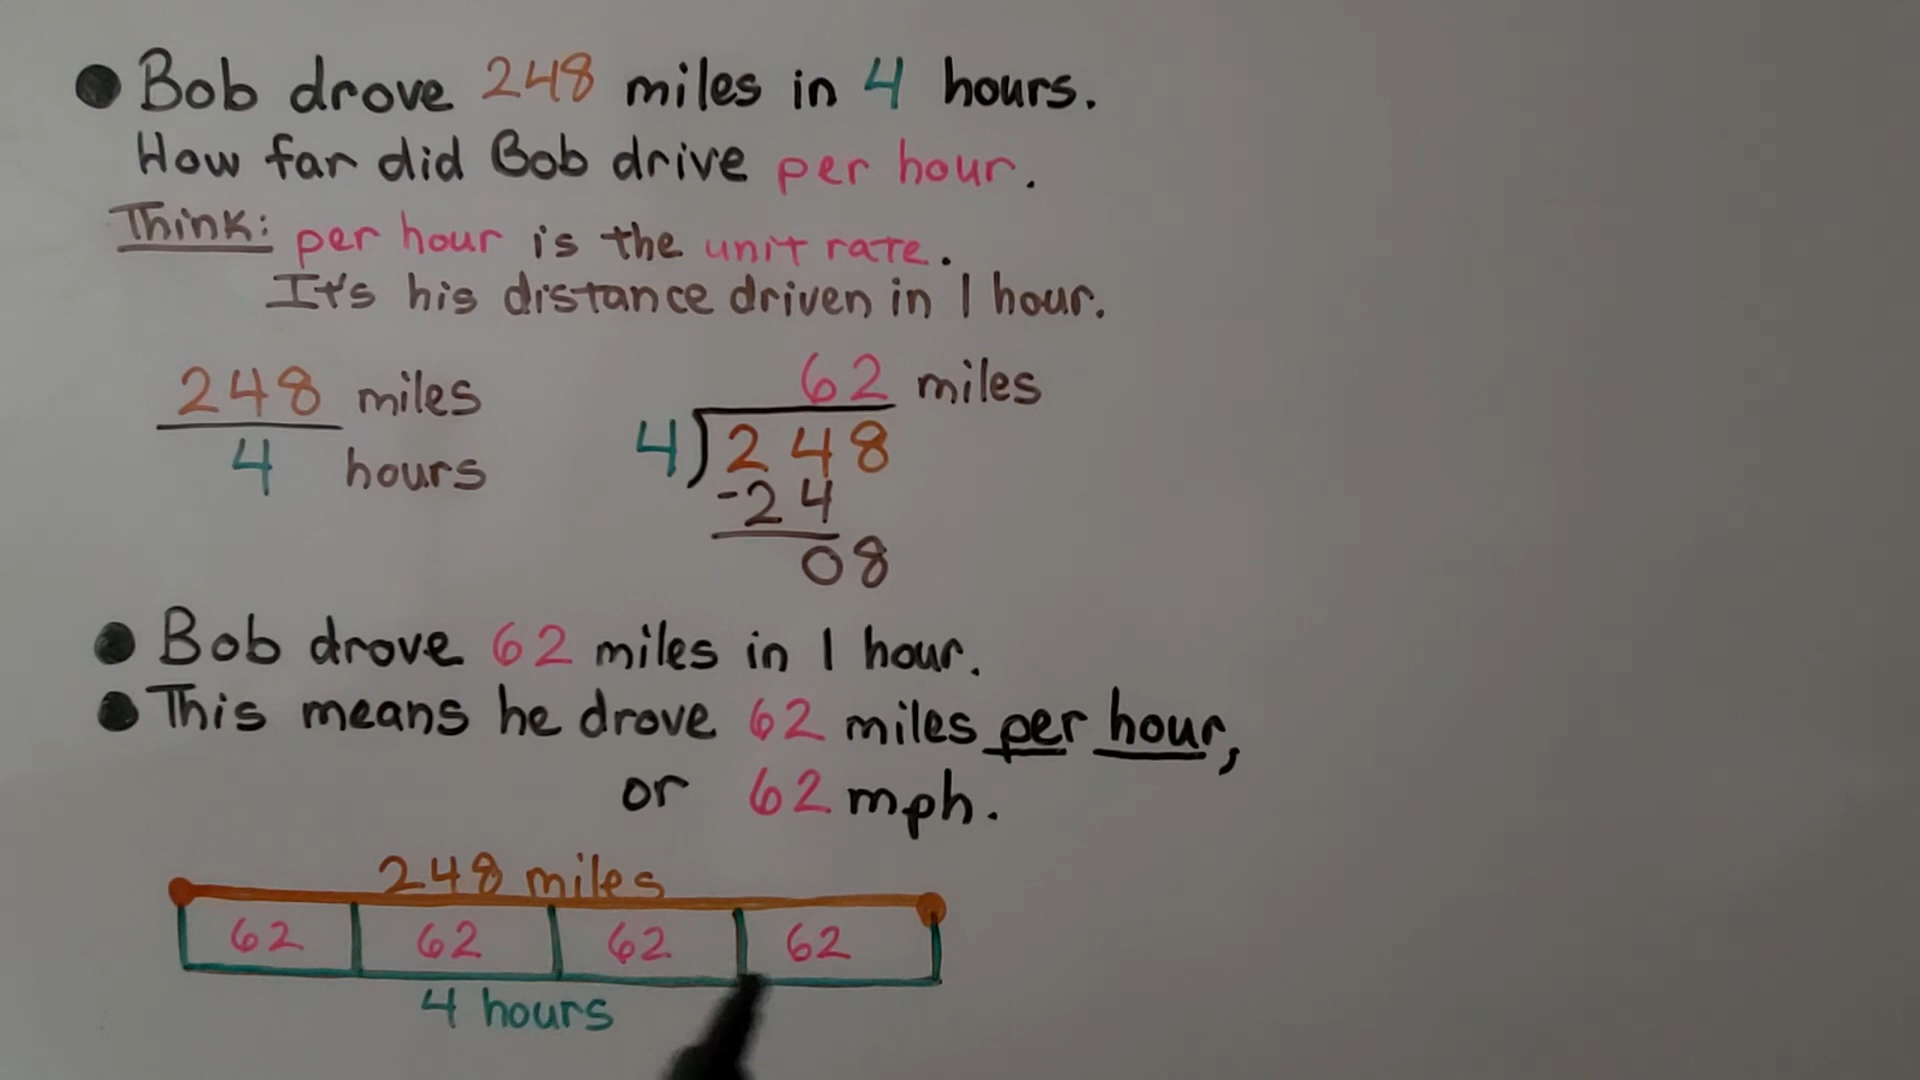 Bob drove 248 miles in 4 hours.
How far did Bob drive per hour.
Think: per hour is the unit rate.
It's his distance driven in 1 hour.
248 miles
4 hours
62 miles
4)248
-24
08
Bob drove 62 miles in 1 hour.
This means he drove 62 miles per hour,
or 62 mph.
248 miles
62 62 62 62
4 hours